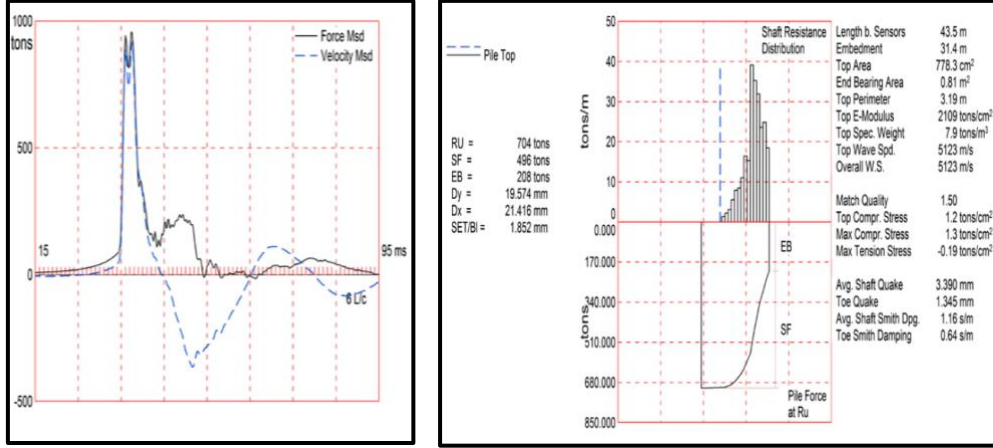 1000
tons
500
0
-500
15
95 ms
6 L/c
Force Msd
Velocity Msd
Pile Top
RU = 704 tons
SF = 496 tons
EB = 208 tons
Dy = 19.574 mm
Dx = 21.416 mm
SET/Bl = 1.852 mm
Shaft Resistance
Distribution
tons/m
50
40
30
20
10
0
0.000
170.000
340.000
510.000
680.000
850.000
tons
EB
SF
Pile Force
at Ru
Length b. Sensors 43.5 m
Embedment 31.4 m
Top Area 778.3 cm²
End Bearing Area 0.81 m²
Top Perimeter 3.19 m
Top E-Modulus 2109 tons/cm²
Top Spec. Weight 7.9 tons/m³
Top Wave Spd. 5123 m/s
Overall W.S. 5123 m/s
Match Quality 1.50
Top Compr. Stress 1.2 tons/cm²
Max Compr. Stress 1.3 tons/cm²
Max Tension Stress -0.19 tons/cm²
Avg. Shaft Quake 3.390 mm
Toe Quake 1.345 mm
Avg. Shaft Smith Dpg. 1.16 s/m
Toe Smith Damping 0.64 s/m